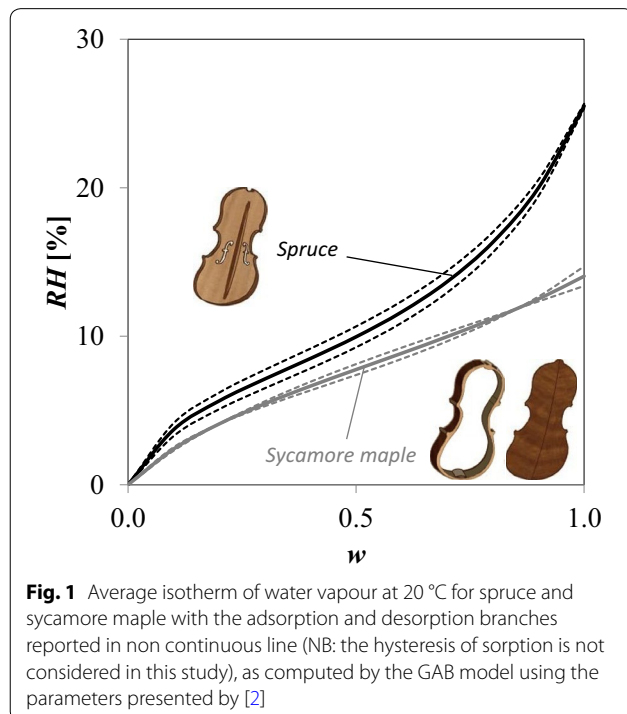 30
20
10
0
RH [%]
Spruce
Sycamore maple
0.0 0.5 1.0
w
Fig. 1 Average isotherm of water vapour at 20 °C for spruce and
sycamore maple with the adsorption and desorption branches
reported in non continuous line (NB: the hysteresis of sorption is not
considered in this study), as computed by the GAB model using the
parameters presented by [2]